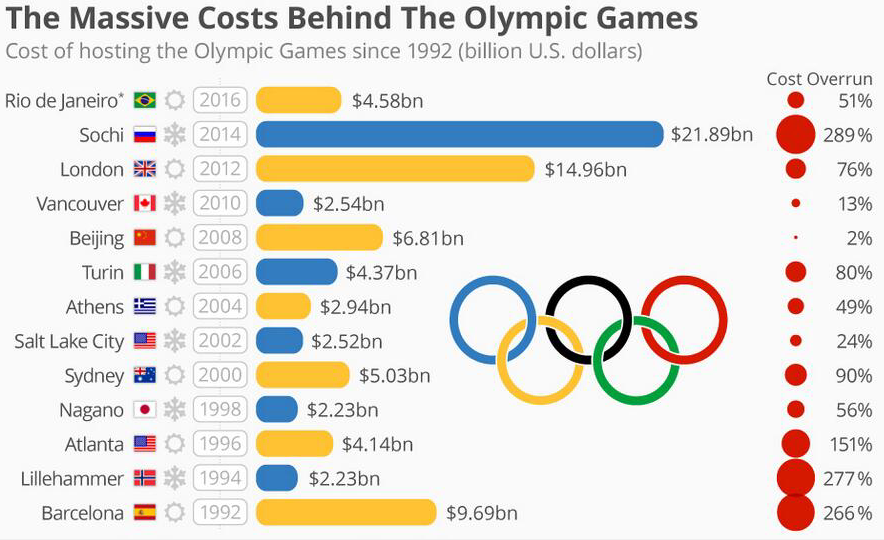 The Massive Costs Behind The Olympic Games
Cost of hosting the Olympic Games since 1992 (billion U.S. dollars)
Cost Overrun
Rio de Janeiro* 2016 $4.58bn 51%
Sochi 2014 $21.89bn 289%
London 2012 $14.96bn 76%
Vancouver 2010 $2.54bn 13%
Beijing 2008 $6.81bn 2%
Turin 2006 $4.37bn 80%
Athens 2004 $2.94bn 49%
Salt Lake City 2002 $2.52bn 24%
Sydney 2000 $5.03bn 90%
Nagano 1998 $2.23bn 56%
Atlanta 1996 $4.14bn 151%
Lillehammer 1994 $2.23bn 277%
Barcelona 1992 $9.69bn 266%